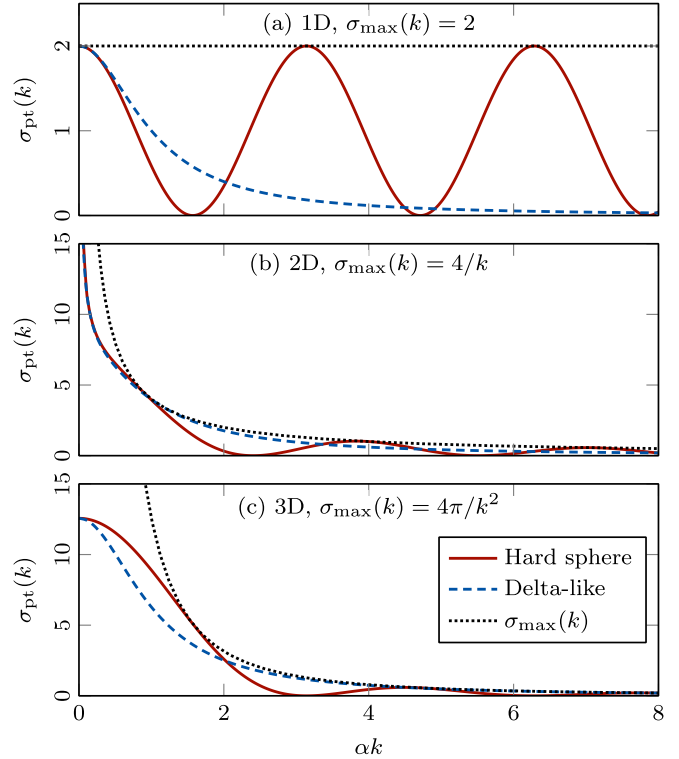 (a) 1D, σmax(k) = 2
2
1
0
σpt(k)
(b) 2D, σmax(k) = 4/k
15
10
5
0
σpt(k)
(c) 3D, σmax(k) = 4π/k²
15
10
5
0
σpt(k)
Hard sphere
Delta-like
σmax(k)
0 2 4 6 8
αk